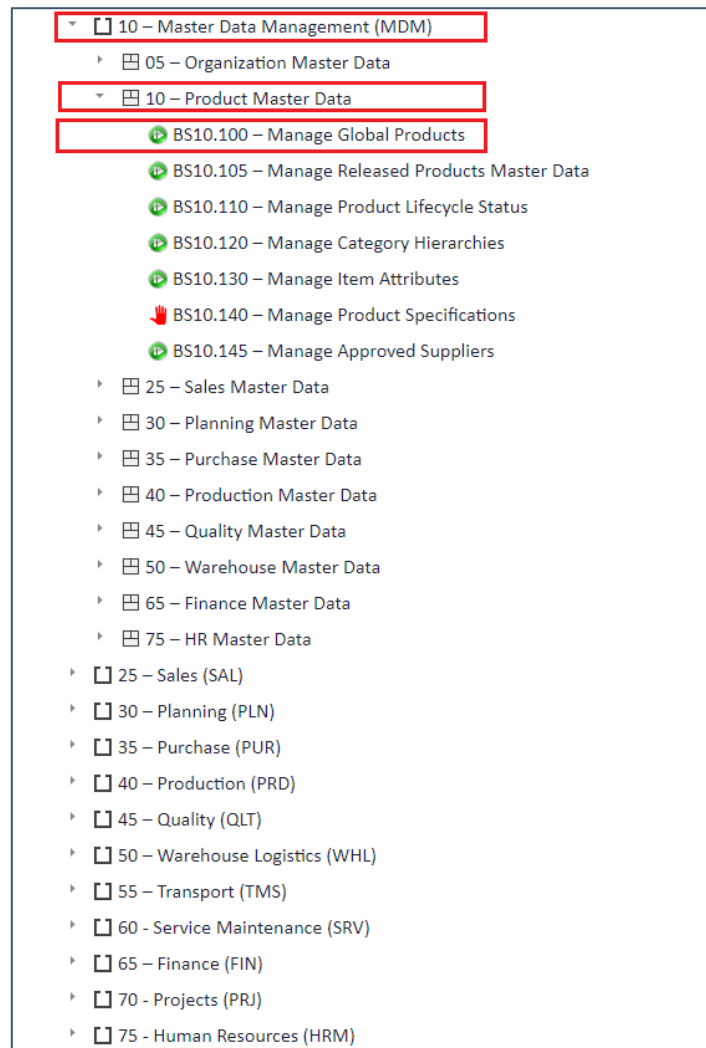 10 – Master Data Management (MDM)
05 – Organization Master Data
10 – Product Master Data
BS10.100 – Manage Global Products
BS10.105 – Manage Released Products Master Data
BS10.110 – Manage Product Lifecycle Status
BS10.120 – Manage Category Hierarchies
BS10.130 – Manage Item Attributes
BS10.140 – Manage Product Specifications
BS10.145 – Manage Approved Suppliers
25 – Sales Master Data
30 – Planning Master Data
35 – Purchase Master Data
40 – Production Master Data
45 – Quality Master Data
50 – Warehouse Master Data
65 – Finance Master Data
75 – HR Master Data
25 – Sales (SAL)
30 – Planning (PLN)
35 – Purchase (PUR)
40 – Production (PRD)
45 – Quality (QLT)
50 – Warehouse Logistics (WHL)
55 – Transport (TMS)
60 - Service Maintenance (SRV)
65 – Finance (FIN)
70 - Projects (PRJ)
75 - Human Resources (HRM)